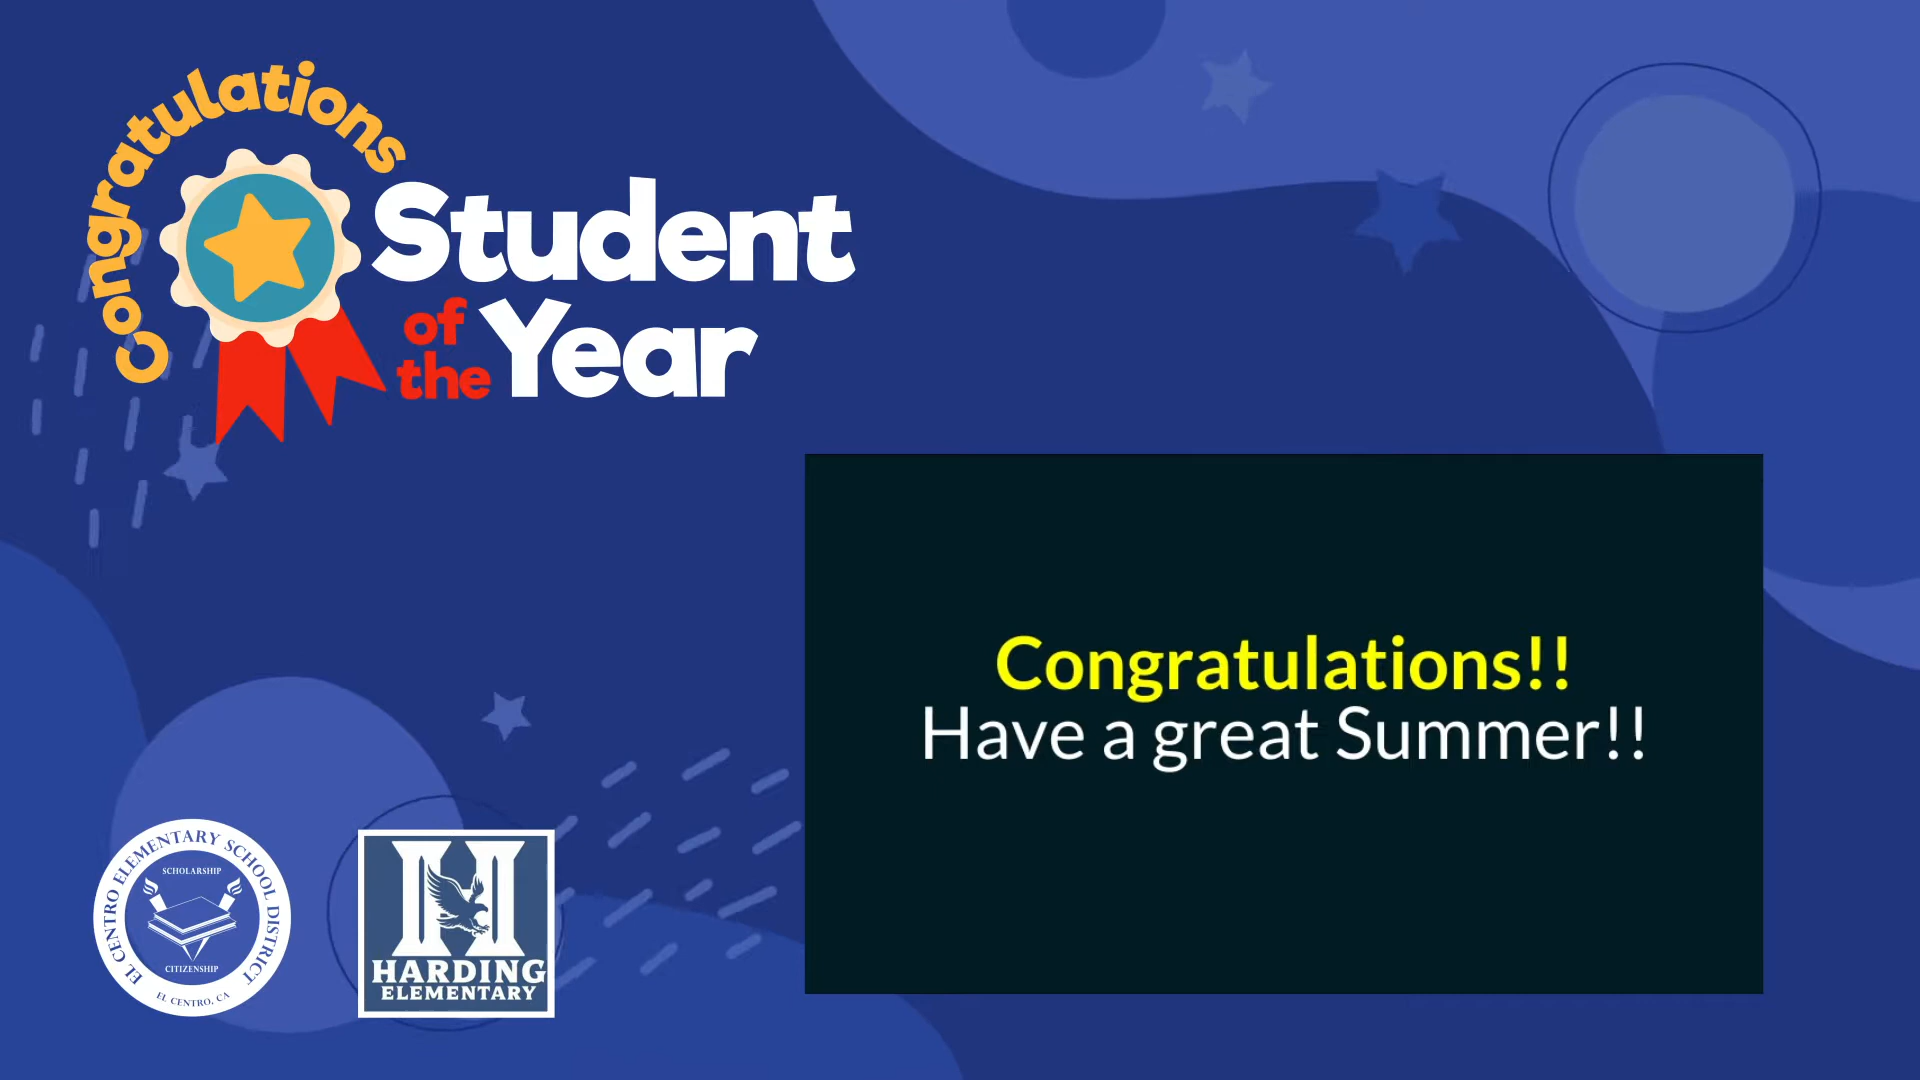 Congratulations
Student
of the Year
Congratulations!!
Have a great Summer!!
EL CENTRO ELEMENTARY SCHOOL DISTRICT
SCHOLARSHIP
CITIZENSHIP
EL CENTRO, CA
H
HARDING
ELEMENTARY